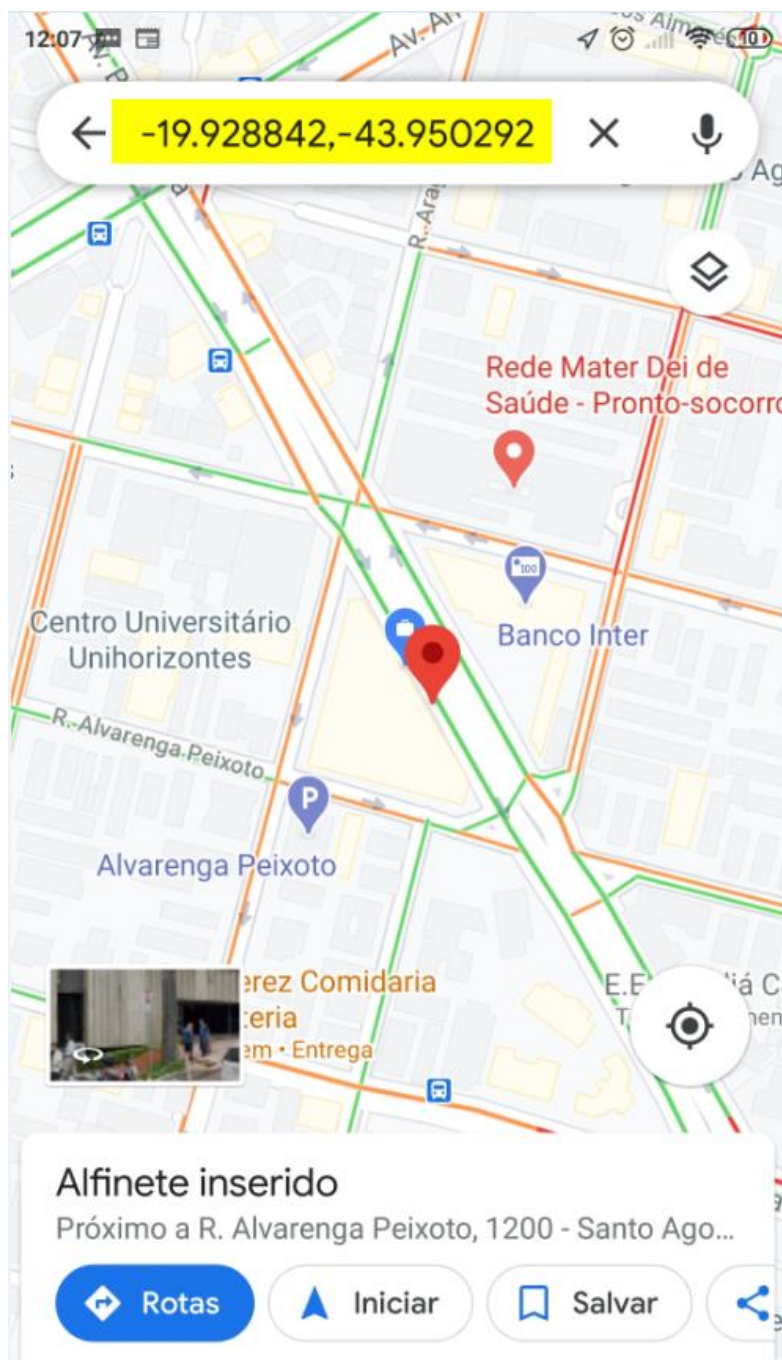 12:07
10
-19.928842,-43.950292
R. Ara
Rede Mater Dei de
Saúde - Pronto-socorro
100
Banco Inter
Centro Universitário
Unihorizontes
R. Alvarenga Peixoto
P
Alvarenga Peixoto
erez Comidaria
teria
em • Entrega
E.E
Alfinete inserido
Próximo a R. Alvarenga Peixoto, 1200 - Santo Ago...
Rotas
Iniciar
Salvar